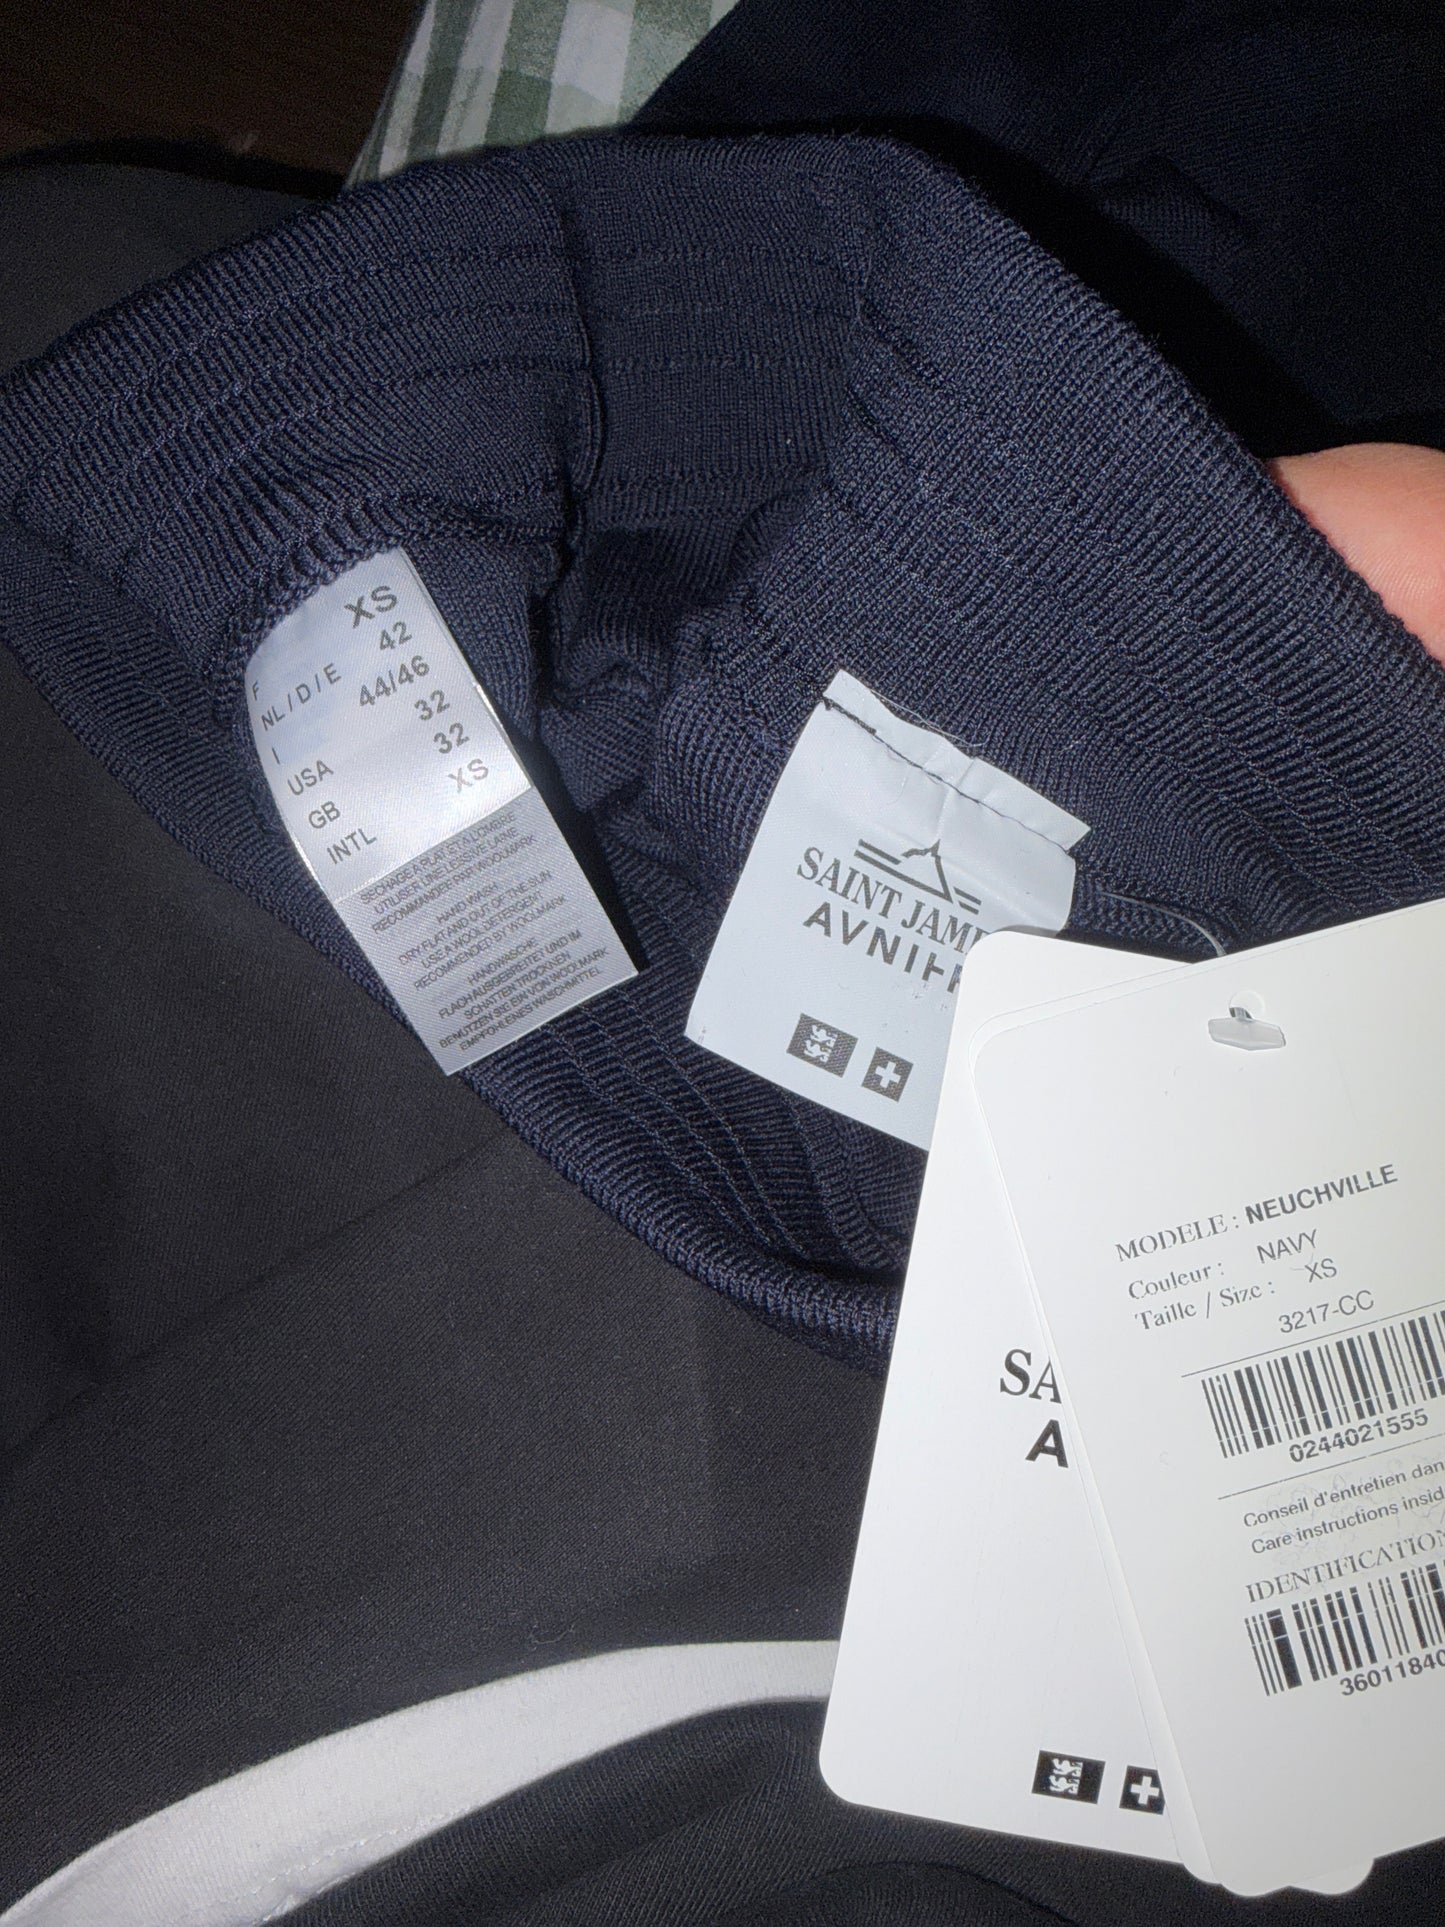 XS
F 42
NL/D/E 44/46
I
USA 32
GB 32
INTL XS
SECHAGE A PLAT ET A L'OMBRE
UTILISER UNE LESSIVE LAINE
RECOMMANDEE PAR WOOLMARK
HAND WASH
DRY FLAT AND OUT OF THE SUN
USE A WOOL DETERGENT
RECOMMENDED BY WOOLMARK
HANDWÄSCHE
FLACH AUSGEBREITET UND IM
SCHATTEN TROCKNEN
BENUTZEN SIE EIN VON WOOLMARK
EMPFOHLENES WASCHMITTEL
SAINT JAM
AVNI
SA
A
MODELE : NEUCHVILLE
Couleur : NAVY
Taille / Size : XS
3217-CC
0244021555
Conseil d'entretien dan
Care instructions insid
IDENTIFICATION
36011840